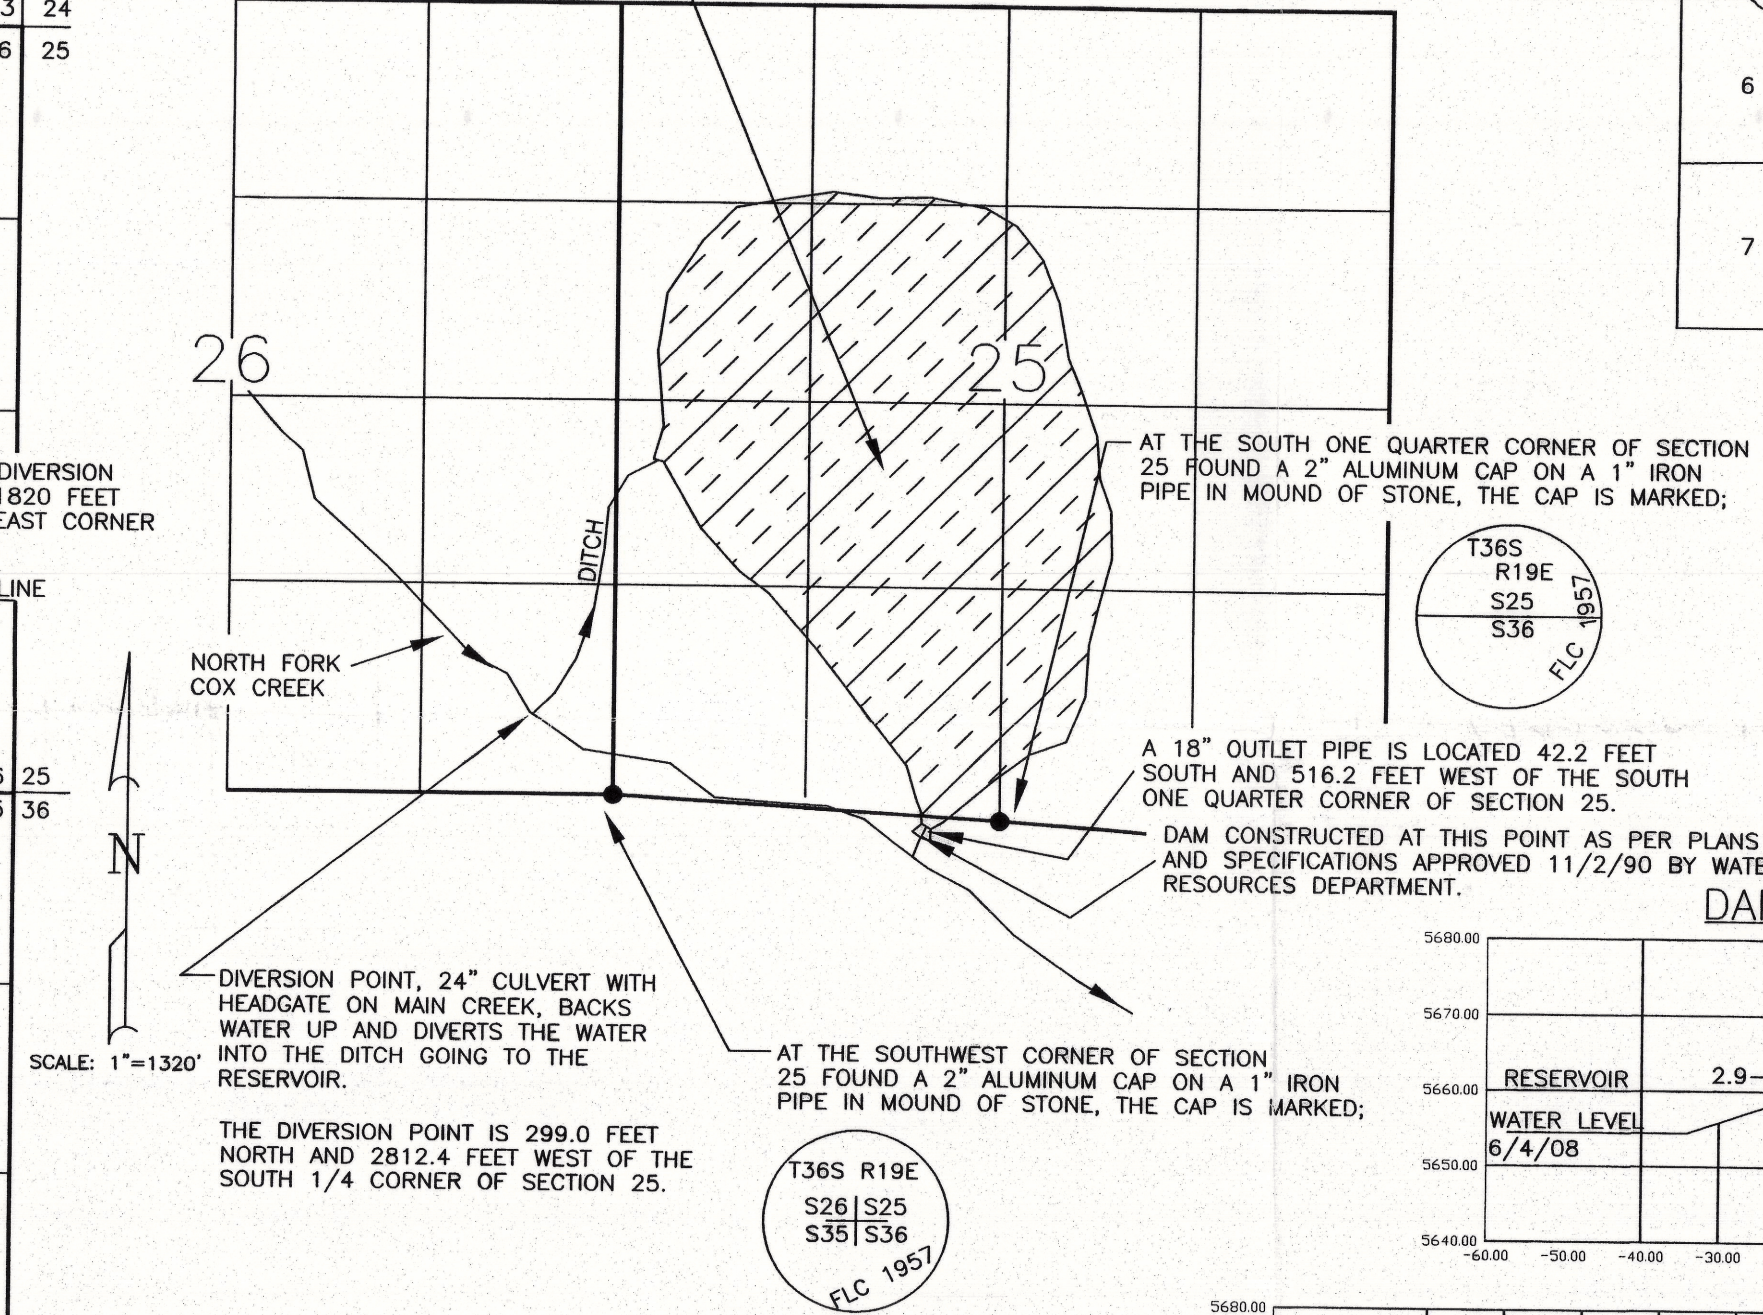 3 24
6 25
6
7
26
25
DIVERSION
1820 FEET
EAST CORNER
LINE
DITCH
NORTH FORK
COX CREEK
AT THE SOUTH ONE QUARTER CORNER OF SECTION
25 FOUND A 2" ALUMINUM CAP ON A 1" IRON
PIPE IN MOUND OF STONE, THE CAP IS MARKED;
T36S
R19E
S25
S36
FLC 1957
6 25
36
N
SCALE: 1"=1320'
A 18" OUTLET PIPE IS LOCATED 42.2 FEET
SOUTH AND 516.2 FEET WEST OF THE SOUTH
ONE QUARTER CORNER OF SECTION 25.
DAM CONSTRUCTED AT THIS POINT AS PER PLANS
AND SPECIFICATIONS APPROVED 11/2/90 BY WATE
RESOURCES DEPARTMENT.
DIVERSION POINT, 24" CULVERT WITH
HEADGATE ON MAIN CREEK, BACKS
WATER UP AND DIVERTS THE WATER
INTO THE DITCH GOING TO THE
RESERVOIR.
THE DIVERSION POINT IS 299.0 FEET
NORTH AND 2812.4 FEET WEST OF THE
SOUTH 1/4 CORNER OF SECTION 25.
AT THE SOUTHWEST CORNER OF SECTION
25 FOUND A 2" ALUMINUM CAP ON A 1" IRON
PIPE IN MOUND OF STONE, THE CAP IS MARKED;
T36S R19E
S26 S25
S35 S36
FLC 1957
DA
5680.00
5670.00
5660.00
5650.00
5640.00
RESERVOIR 2.9-
WATER LEVEL
6/4/08
-60.00 -50.00 -40.00 -30.00
5680.00